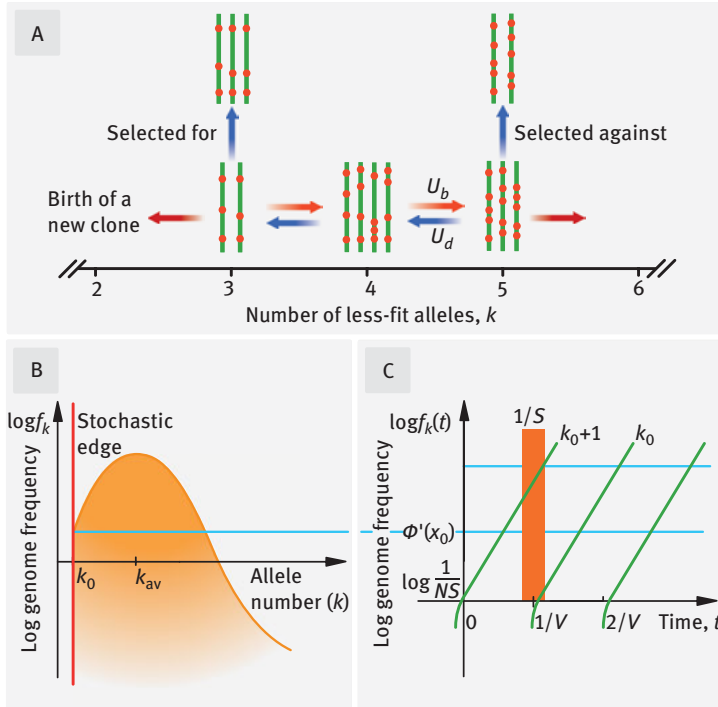 A
Selected for
Selected against
Birth of a
new clone
U_b
U_d
2 3 4 5 6
Number of less-fit alleles, k
B
logf_k
Stochastic
edge
Log genome frequency
k_0
k_av
Allele
number (k)
C
logf_k(t)
1/S
k_0+1
k_0
Φ'(x_0)
log 1/NS
Log genome frequency
0
1/V
2/V
Time, t